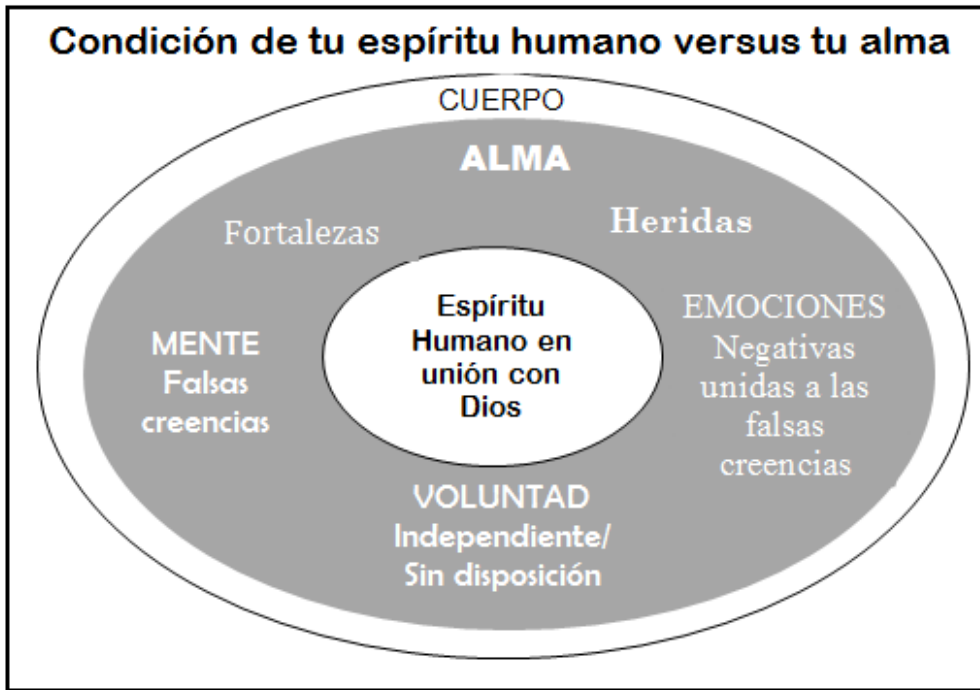 Condición de tu espíritu humano versus tu alma
CUERPO
ALMA
Fortalezas
Heridas
Espíritu
Humano en
unión con
Dios
MENTE
Falsas
creencias
EMOCIONES
Negativas
unidas a las
falsas
creencias
VOLUNTAD
Independiente/
Sin disposición